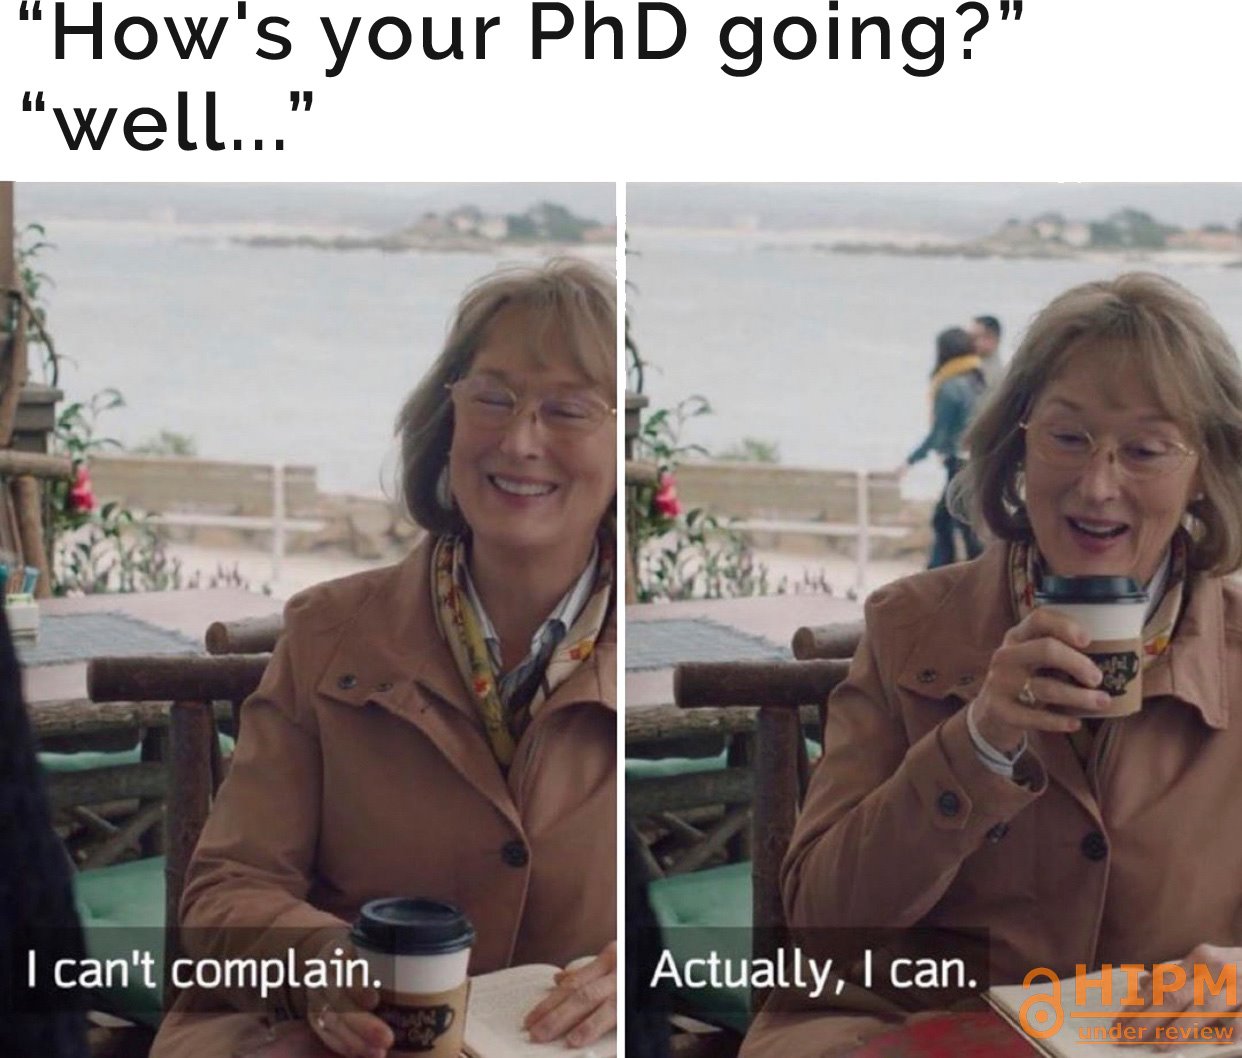 “How's your PhD going?”
“well...”
I can't complain.
Actually, I can.
HIPM
under review